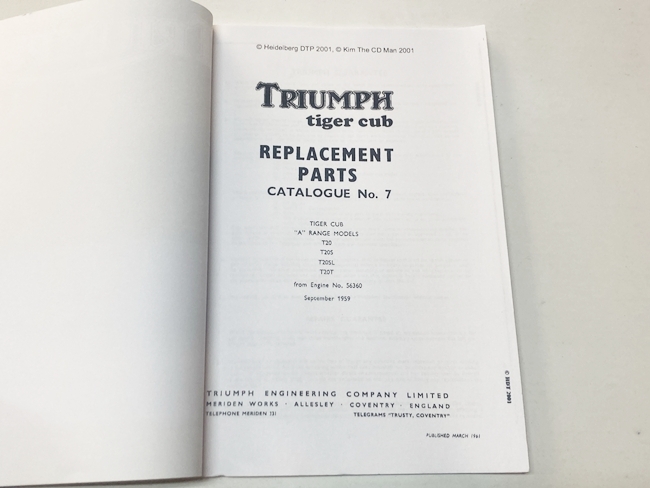 © Heidelberg DTP 2001, © Kim The CD Man 2001
TRIUMPH
tiger cub
REPLACEMENT
PARTS
CATALOGUE No. 7
TIGER CUB
"A" RANGE MODELS
T20
T20S
T20SL
T20T
from Engine No. 56360
September 1959
TRIUMPH ENGINEERING COMPANY LIMITED
MERIDEN WORKS · ALLESLEY · COVENTRY · ENGLAND
TELEPHONE MERIDEN 331 TELEGRAMS "TRUSTY, COVENTRY"
PUBLISHED MARCH 1961
© HDT 2001